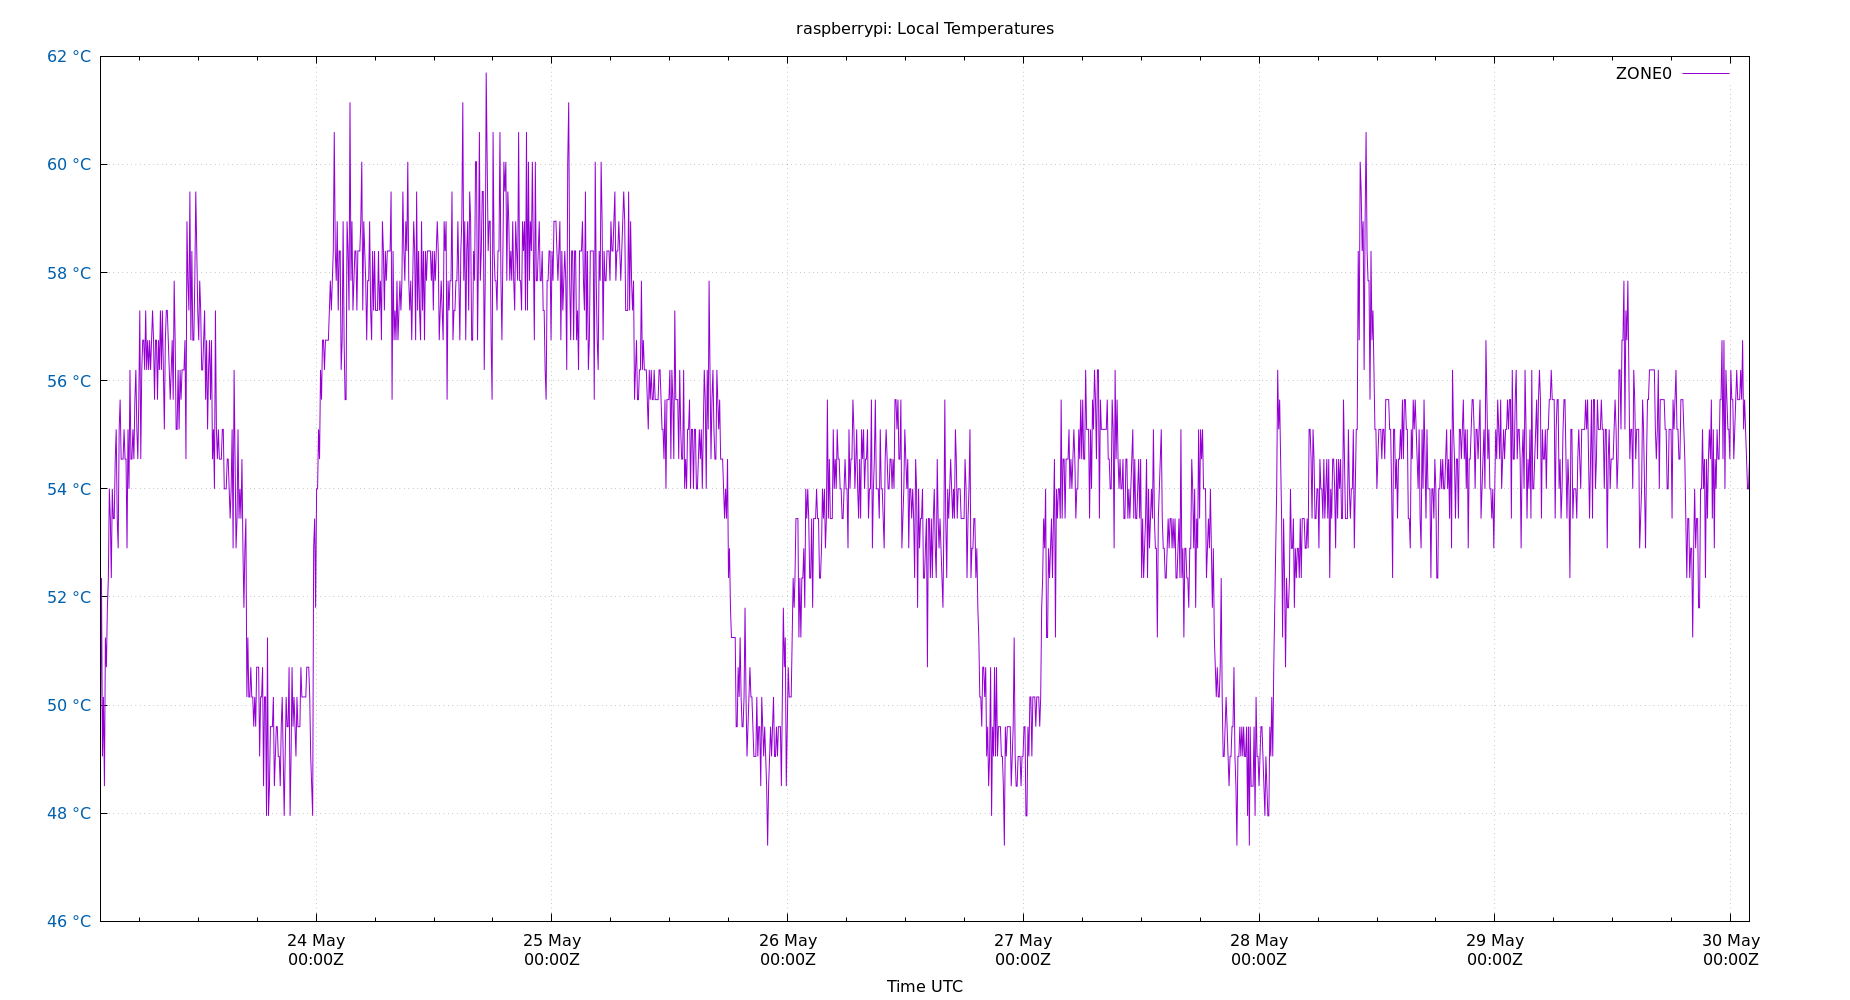 raspberrypi: Local Temperatures
62 °C
ZONE0
60 °C
58 °C
56 °C
54 °C
52 °C
50 °C
48 °C
46 °C
24 May 25 May 26 May 27 May 28 May 29 May 30 May
00:00Z 00:00Z 00:00Z 00:00Z 00:00Z 00:00Z 00:00Z
Time UTC